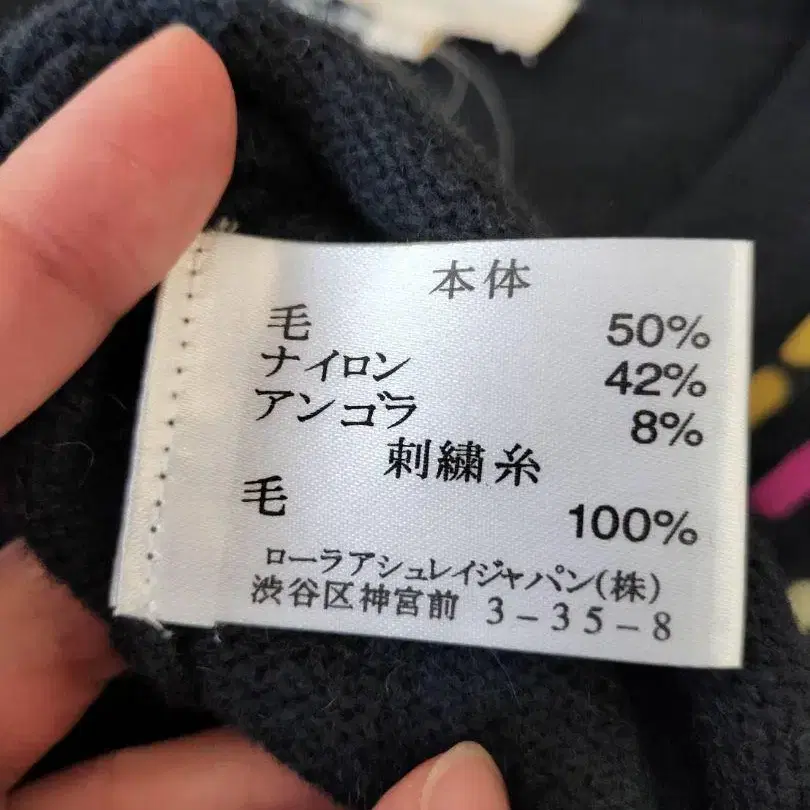 本体
毛 50%
ナイロン 42%
アンゴラ 8%
刺繍糸
毛 100%
ローラアシュレイジャパン(株)
渋谷区神宮前 3-35-8